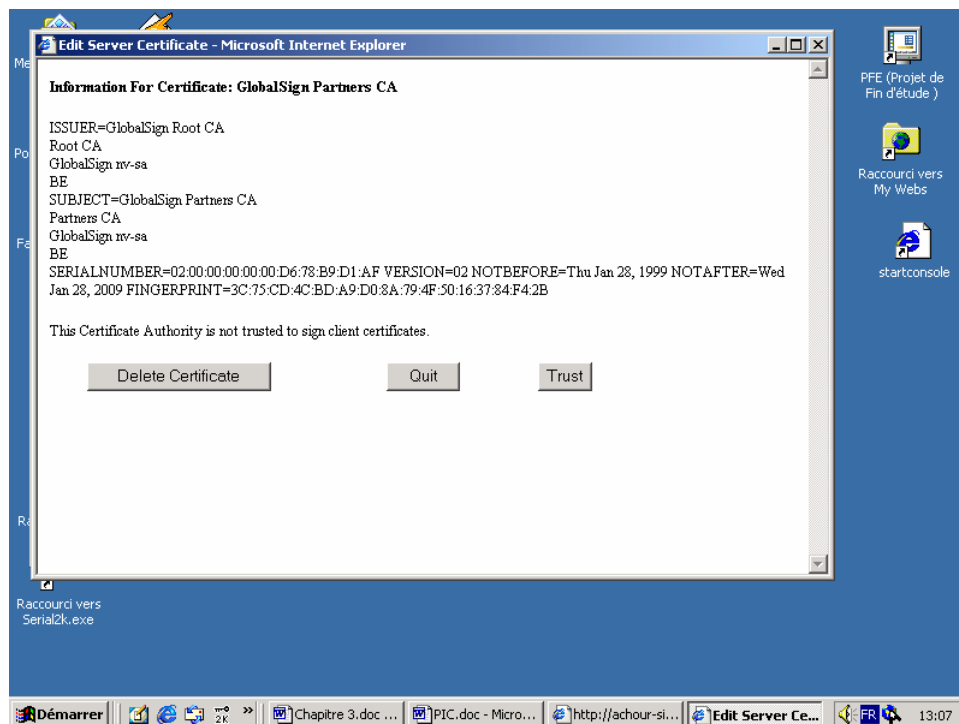 Edit Server Certificate - Microsoft Internet Explorer
Information For Certificate: GlobalSign Partners CA
ISSUER=GlobalSign Root CA
Root CA
GlobalSign nv-sa
BE
SUBJECT=GlobalSign Partners CA
Partners CA
GlobalSign nv-sa
BE
SERIALNUMBER=02:00:00:00:00:00:D6:78:B9:D1:AF VERSION=02 NOTBEFORE=Thu Jan 28, 1999 NOTAFTER=Wed
Jan 28, 2009 FINGERPRINT=3C:75:CD:4C:BD:A9:D0:8A:79:4F:50:16:37:84:F4:2B
This Certificate Authority is not trusted to sign client certificates.
Delete Certificate Quit Trust
PFE (Projet de
Fin d'étude )
Raccourci vers
My Webs
startconsole
Me
Po
Fa
Ra
Raccourci vers
Serial2k.exe
Démarrer 2K » Chapitre 3.doc ... PIC.doc - Micro... http://achour-si... Edit Server Ce... FR 13:07